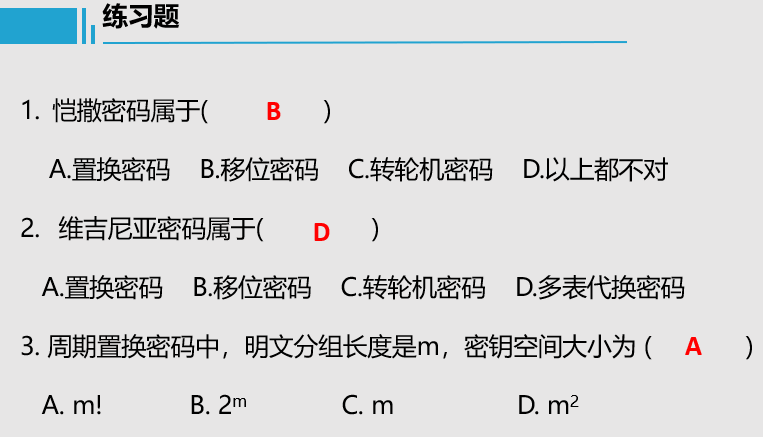 练习题
1. 恺撒密码属于( B )
A.置换密码 B.移位密码 C.转轮机密码 D.以上都不对
2. 维吉尼亚密码属于( D )
A.置换密码 B.移位密码 C.转轮机密码 D.多表代换密码
3. 周期置换密码中，明文分组长度是m，密钥空间大小为 ( A )
A. m! B. 2ᵐ C. m D. m²